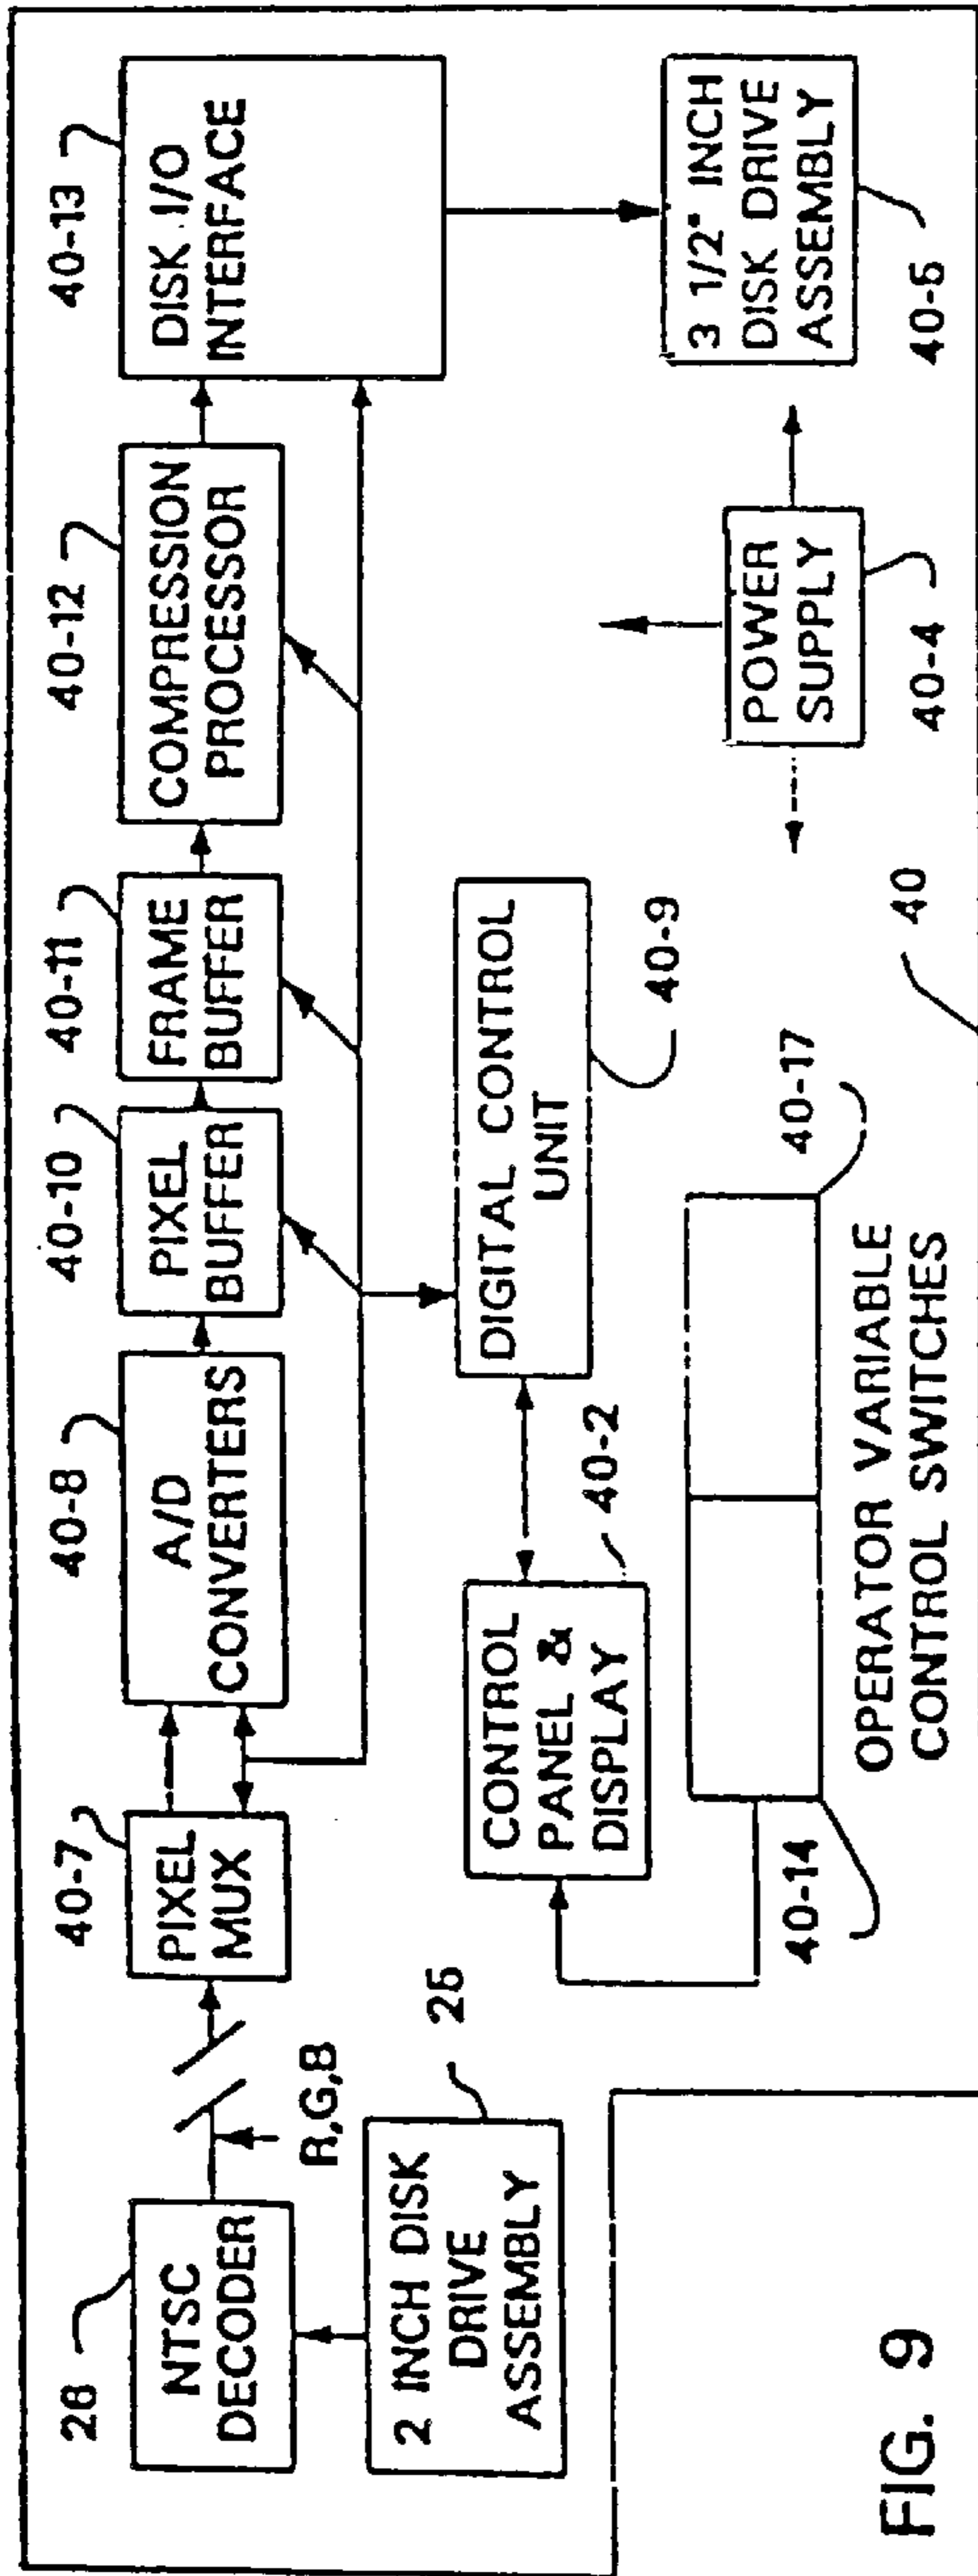 40-7
40-8
40-10
40-11
40-12
40-13
26
NTSC
DECODER
PIXEL
MUX
A/D
CONVERTERS
PIXEL
BUFFER
FRAME
BUFFER
COMPRESSION
PROCESSOR
DISK I/O
INTERFACE
R,G,B
25
2 INCH DISK
DRIVE
ASSEMBLY
CONTROL
PANEL &
DISPLAY
40-2
DIGITAL CONTROL
UNIT
40-9
40-14
40-17
OPERATOR VARIABLE
CONTROL SWITCHES
POWER
SUPPLY
40-4
3 1/2" INCH
DISK DRIVE
ASSEMBLY
40-5
40
FIG. 9